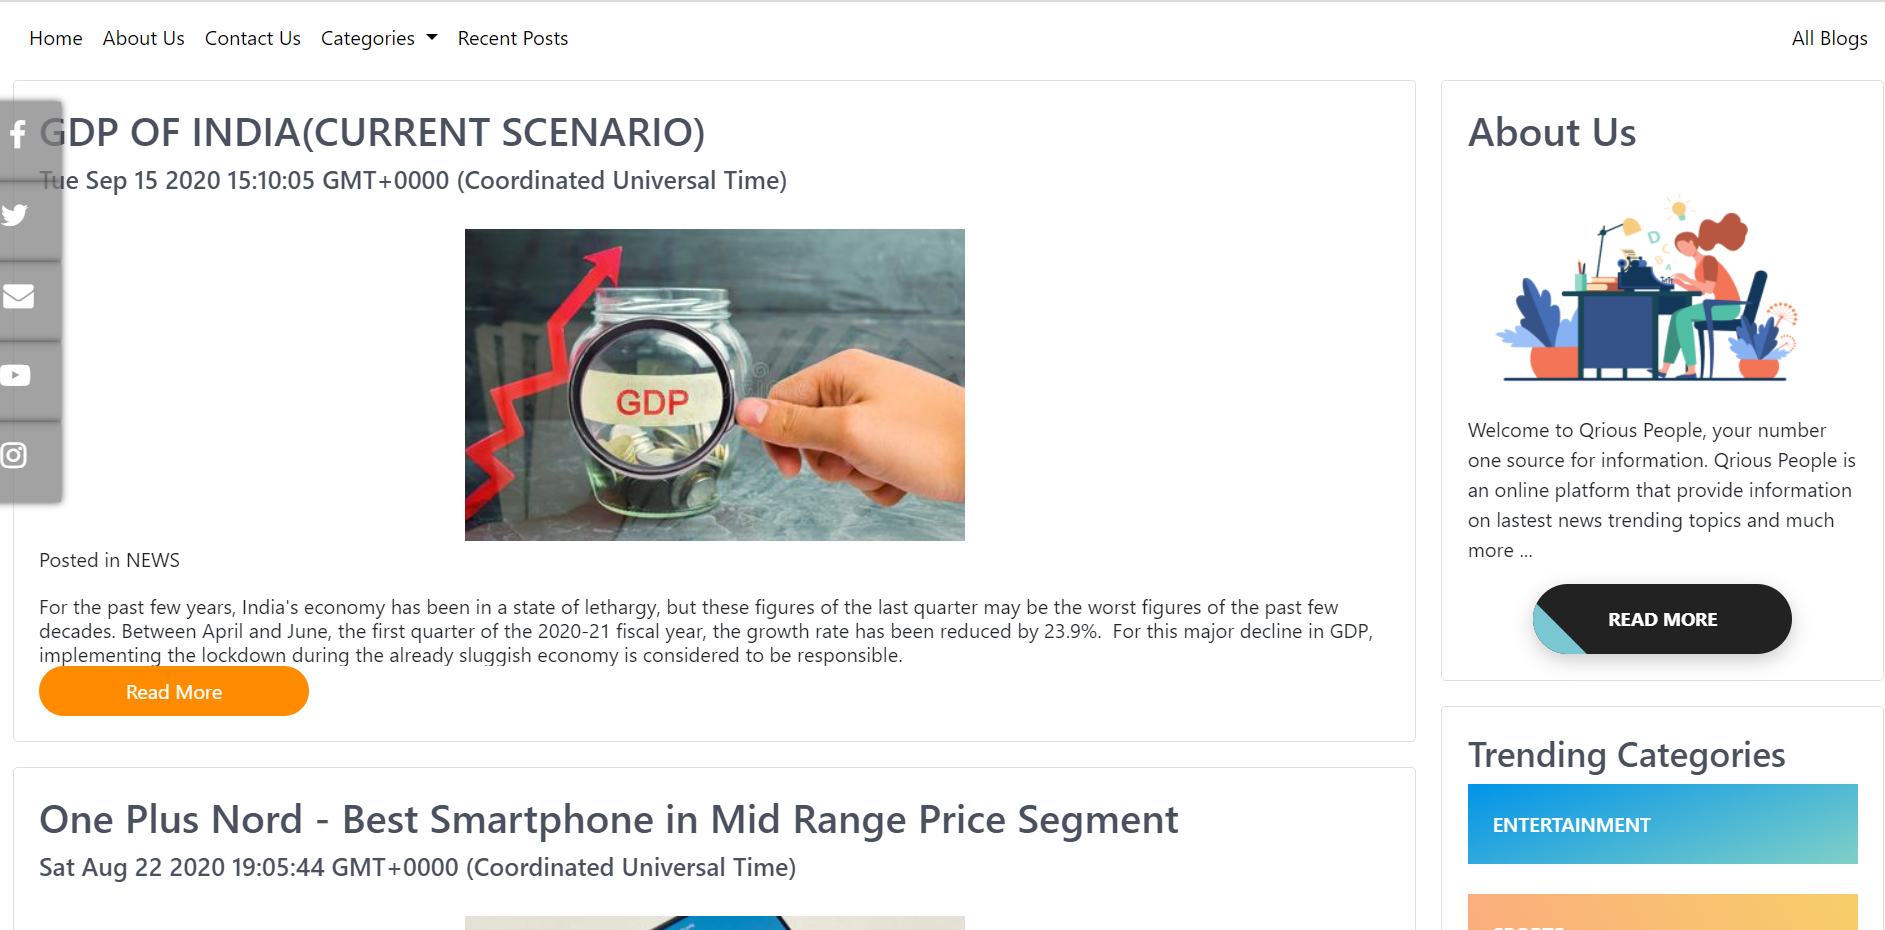 Home About Us Contact Us Categories Recent Posts All Blogs
GDP OF INDIA(CURRENT SCENARIO)
Tue Sep 15 2020 15:10:05 GMT+0000 (Coordinated Universal Time)
GDP
Posted in NEWS
For the past few years, India's economy has been in a state of lethargy, but these figures of the last quarter may be the worst figures of the past few
decades. Between April and June, the first quarter of the 2020-21 fiscal year, the growth rate has been reduced by 23.9%.  For this major decline in GDP,
implementing the lockdown during the already sluggish economy is considered to be responsible.
Read More
One Plus Nord - Best Smartphone in Mid Range Price Segment
Sat Aug 22 2020 19:05:44 GMT+0000 (Coordinated Universal Time)
About Us
D
C
B
A
Welcome to Qrious People, your number
one source for information. Qrious People is
an online platform that provide information
on lastest news trending topics and much
more ...
READ MORE
Trending Categories
ENTERTAINMENT
SPORTS